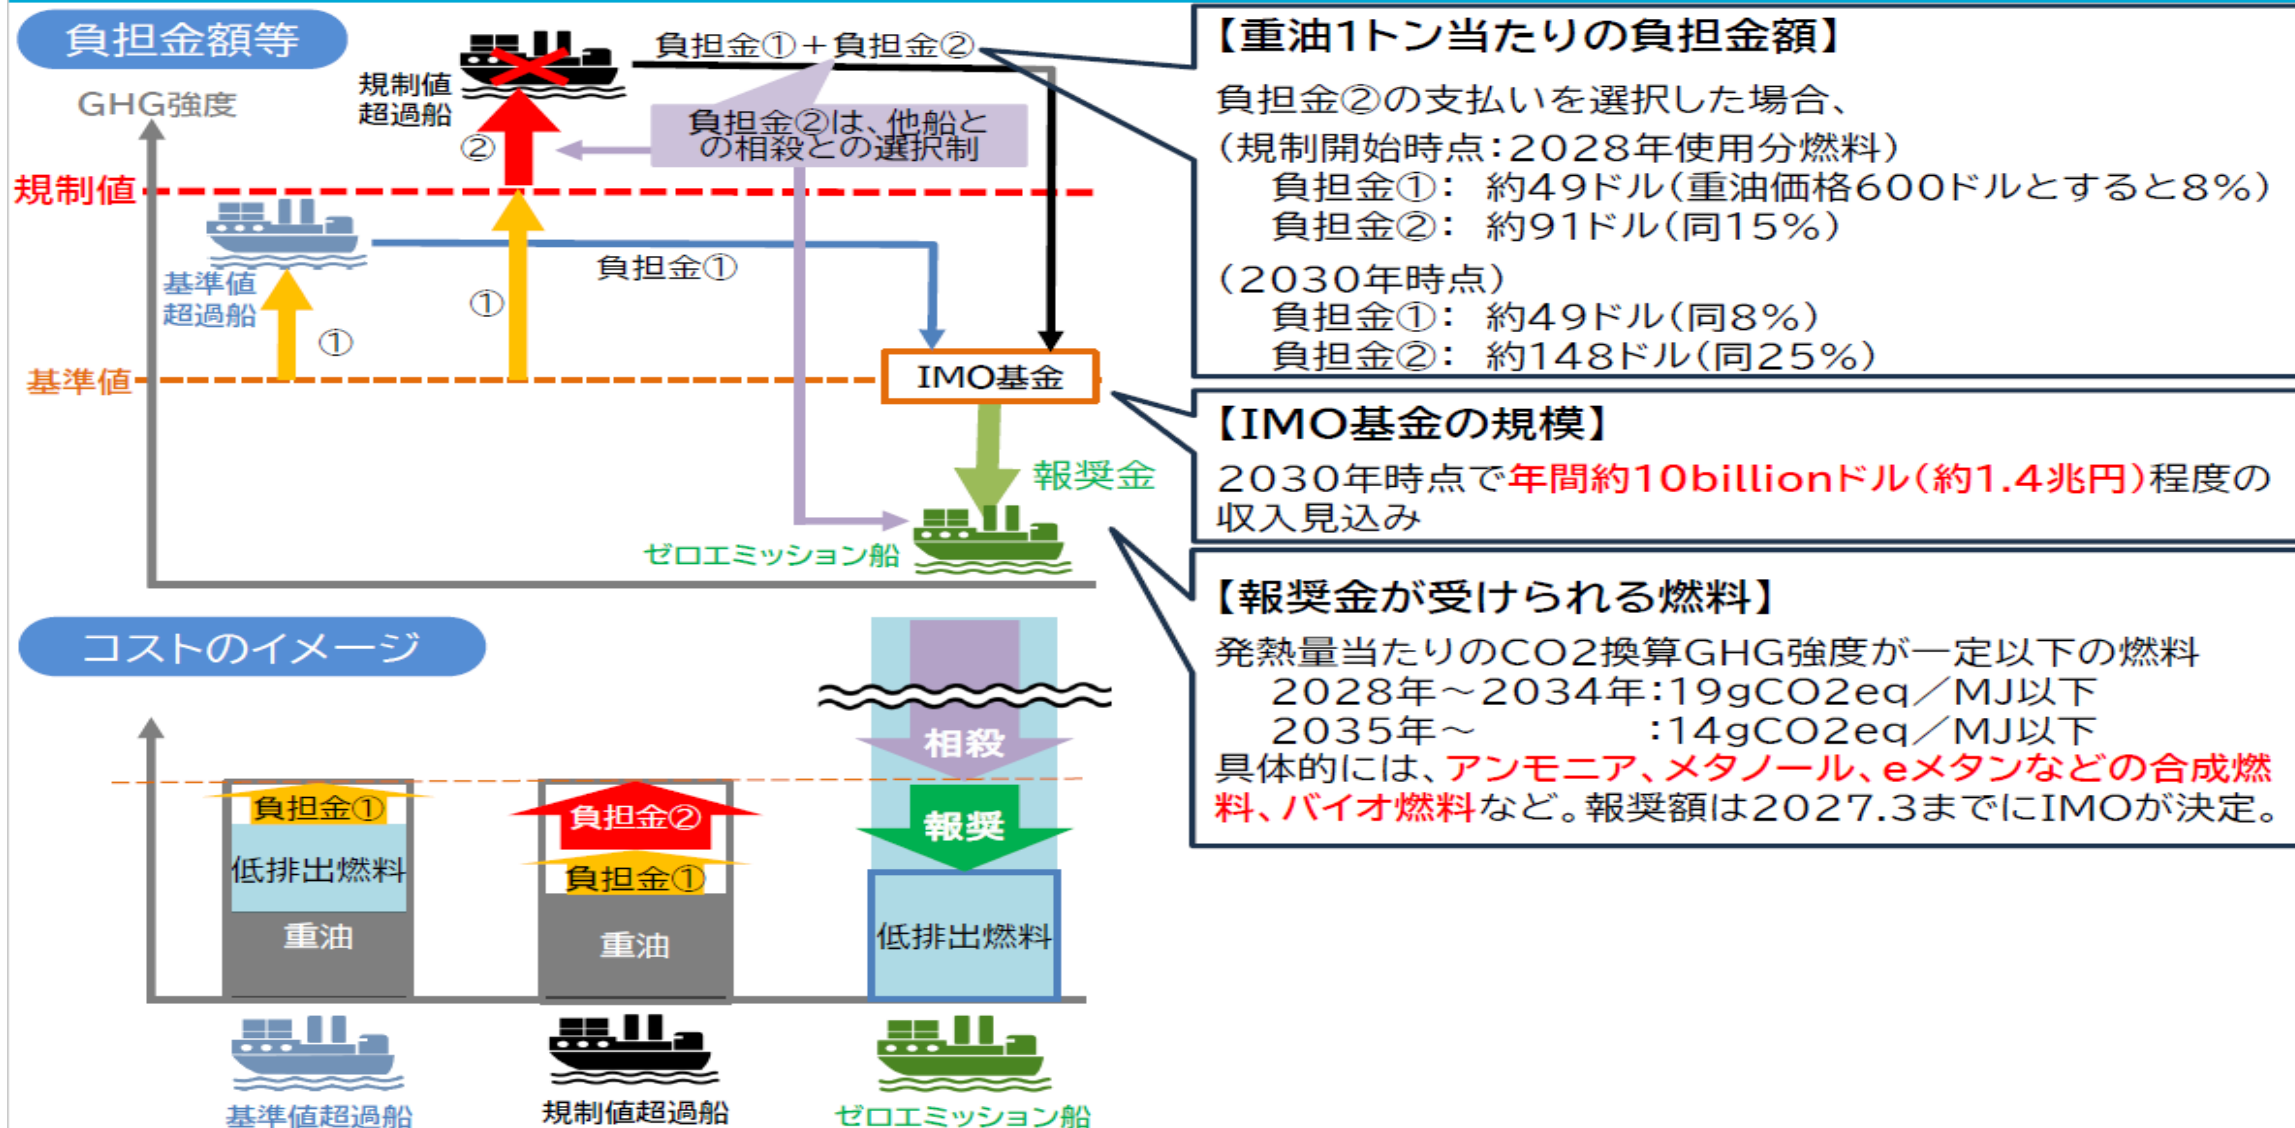 負担金額等
GHG強度
規制値
超過船
負担金①+負担金②
②
負担金②は、他船と
の相殺との選択制
規制値
基準値
超過船
①
①
負担金①
基準値
IMO基金
報奨金
ゼロエミッション船
【重油1トン当たりの負担金額】
負担金②の支払いを選択した場合、
(規制開始時点:2028年使用分燃料)
負担金①: 約49ドル(重油価格600ドルとすると8%)
負担金②: 約91ドル(同15%)
(2030年時点)
負担金①: 約49ドル(同8%)
負担金②: 約148ドル(同25%)
【IMO基金の規模】
2030年時点で年間約10billionドル(約1.4兆円)程度の
収入見込み
【報奨金が受けられる燃料】
発熱量当たりのCO2換算GHG強度が一定以下の燃料
2028年~2034年:19gCO2eq/MJ以下
2035年~ :14gCO2eq/MJ以下
具体的には、アンモニア、メタノール、eメタンなどの合成燃
料、バイオ燃料など。報奨額は2027.3までにIMOが決定。
コストのイメージ
負担金①
低排出燃料
重油
負担金②
負担金①
重油
相殺
報奨
低排出燃料
基準値超過船
規制値超過船
ゼロエミッション船